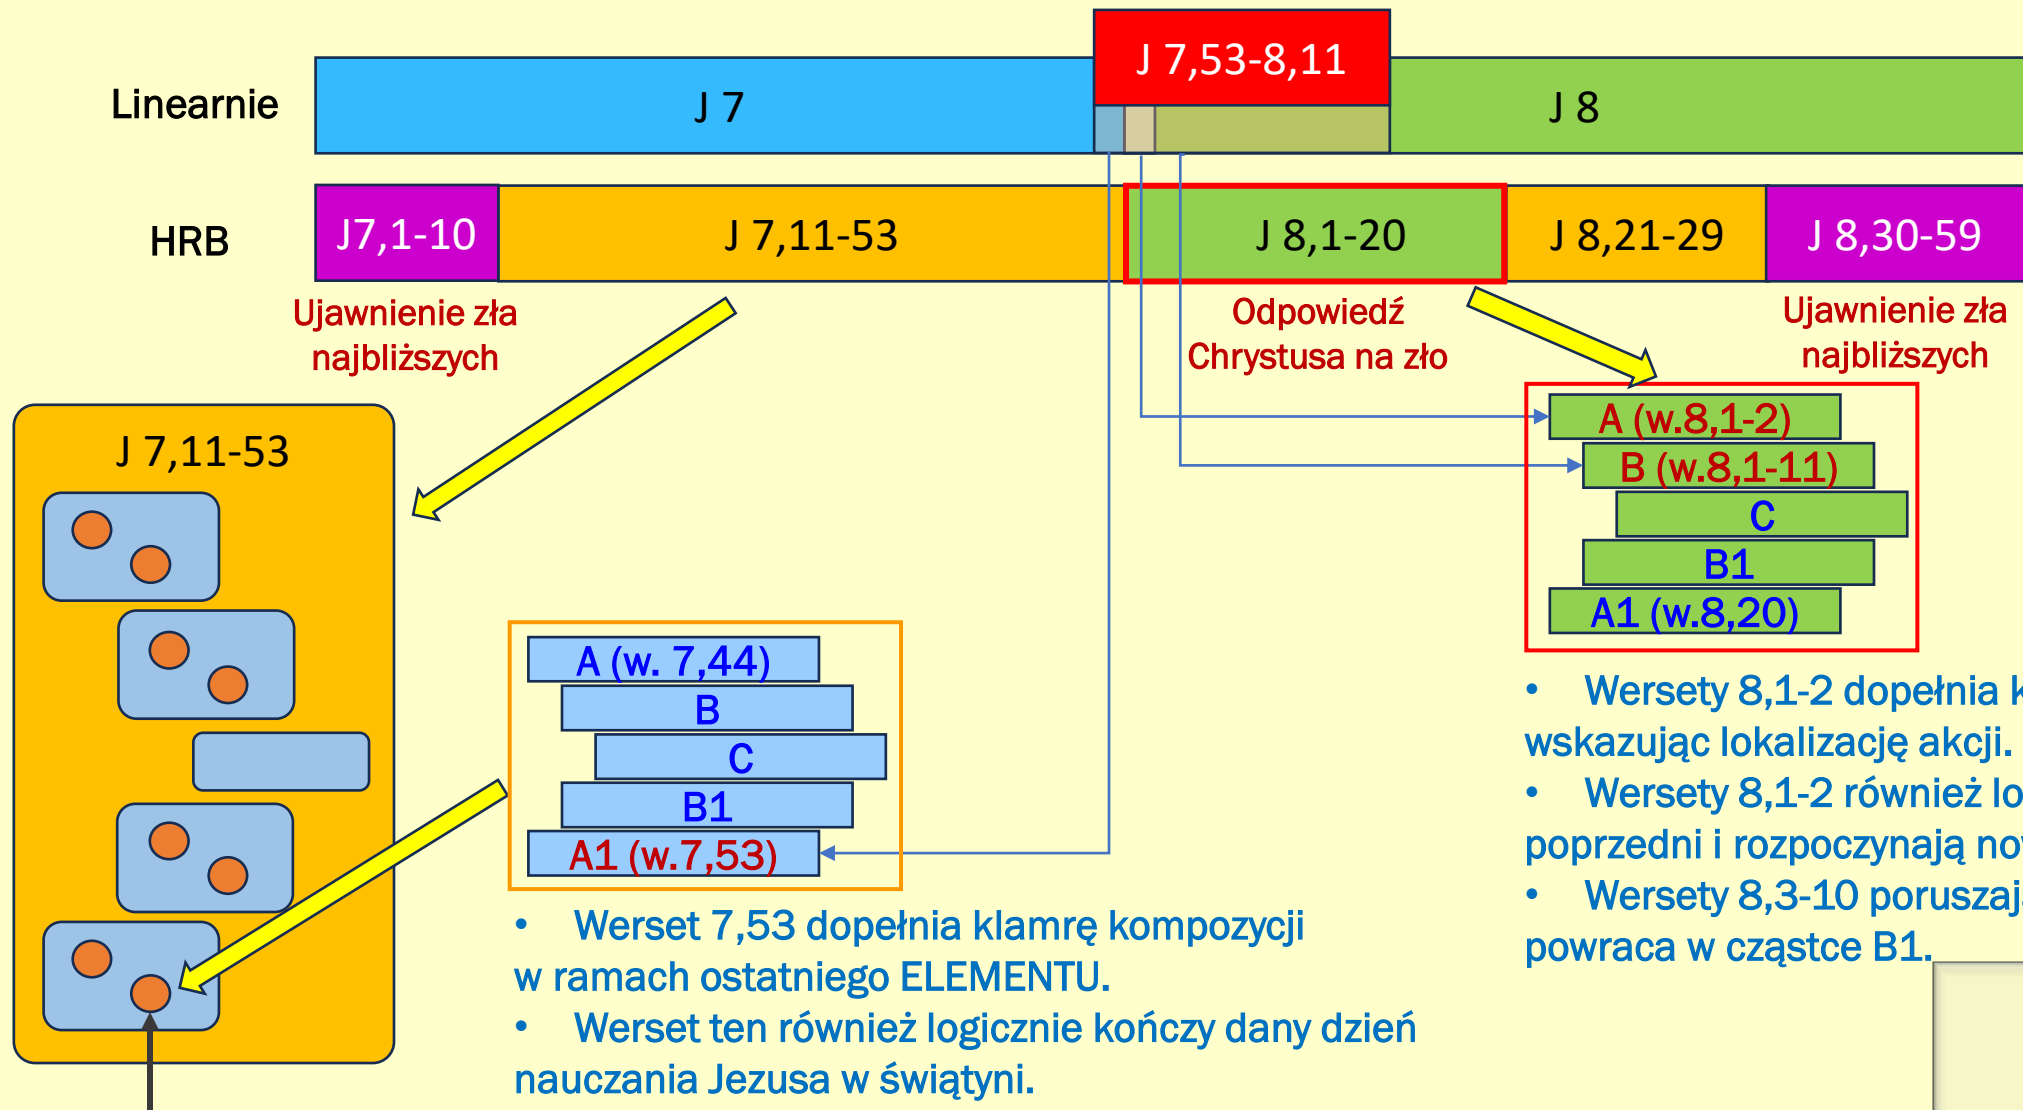 J 7,53-8,11
Linearnie
J 7
J 8
HRB
J7,1-10
J 7,11-53
J 8,1-20
J 8,21-29
J 8,30-59
Ujawnienie zła
najbliższych
Odpowiedź
Chrystusa na zło
Ujawnienie zła
najbliższych
J 7,11-53
A (w.8,1-2)
B (w.8,1-11)
C
B1
A1 (w.8,20)
A (w. 7,44)
B
C
B1
A1 (w.7,53)
• Werset 7,53 dopełnia klamrę kompozycji
w ramach ostatniego ELEMENTU.
• Werset ten również logicznie kończy dany dzień
nauczania Jezusa w świątyni.
• Wersety 8,1-2 dopełnia
wskazując lokalizację akcji.
• Wersety 8,1-2 również
poprzedni i rozpoczynają
• Wersety 8,3-10
powraca w cząstce B1.